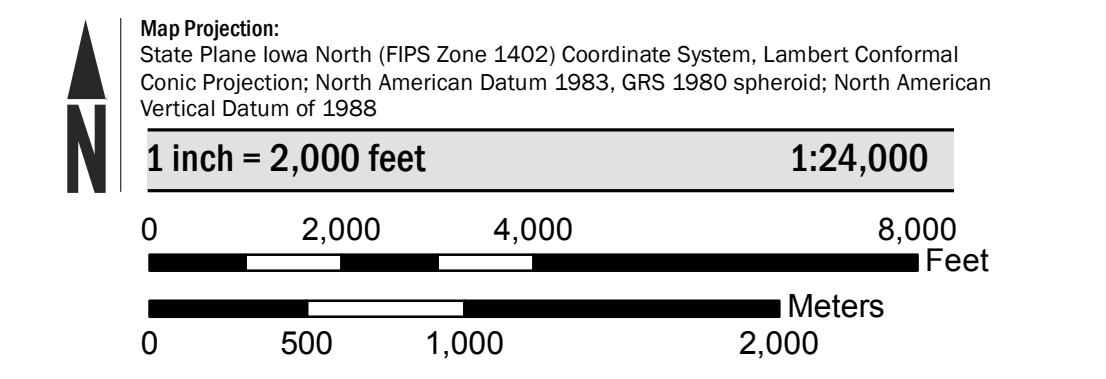 Map Projection:
State Plane Iowa North (FIPS Zone 1402) Coordinate System, Lambert Conformal
Conic Projection; North American Datum 1983, GRS 1980 spheroid; North American
Vertical Datum of 1988
N
1 inch = 2,000 feet 1:24,000
0 2,000 4,000 8,000
Feet
Meters
0 500 1,000 2,000